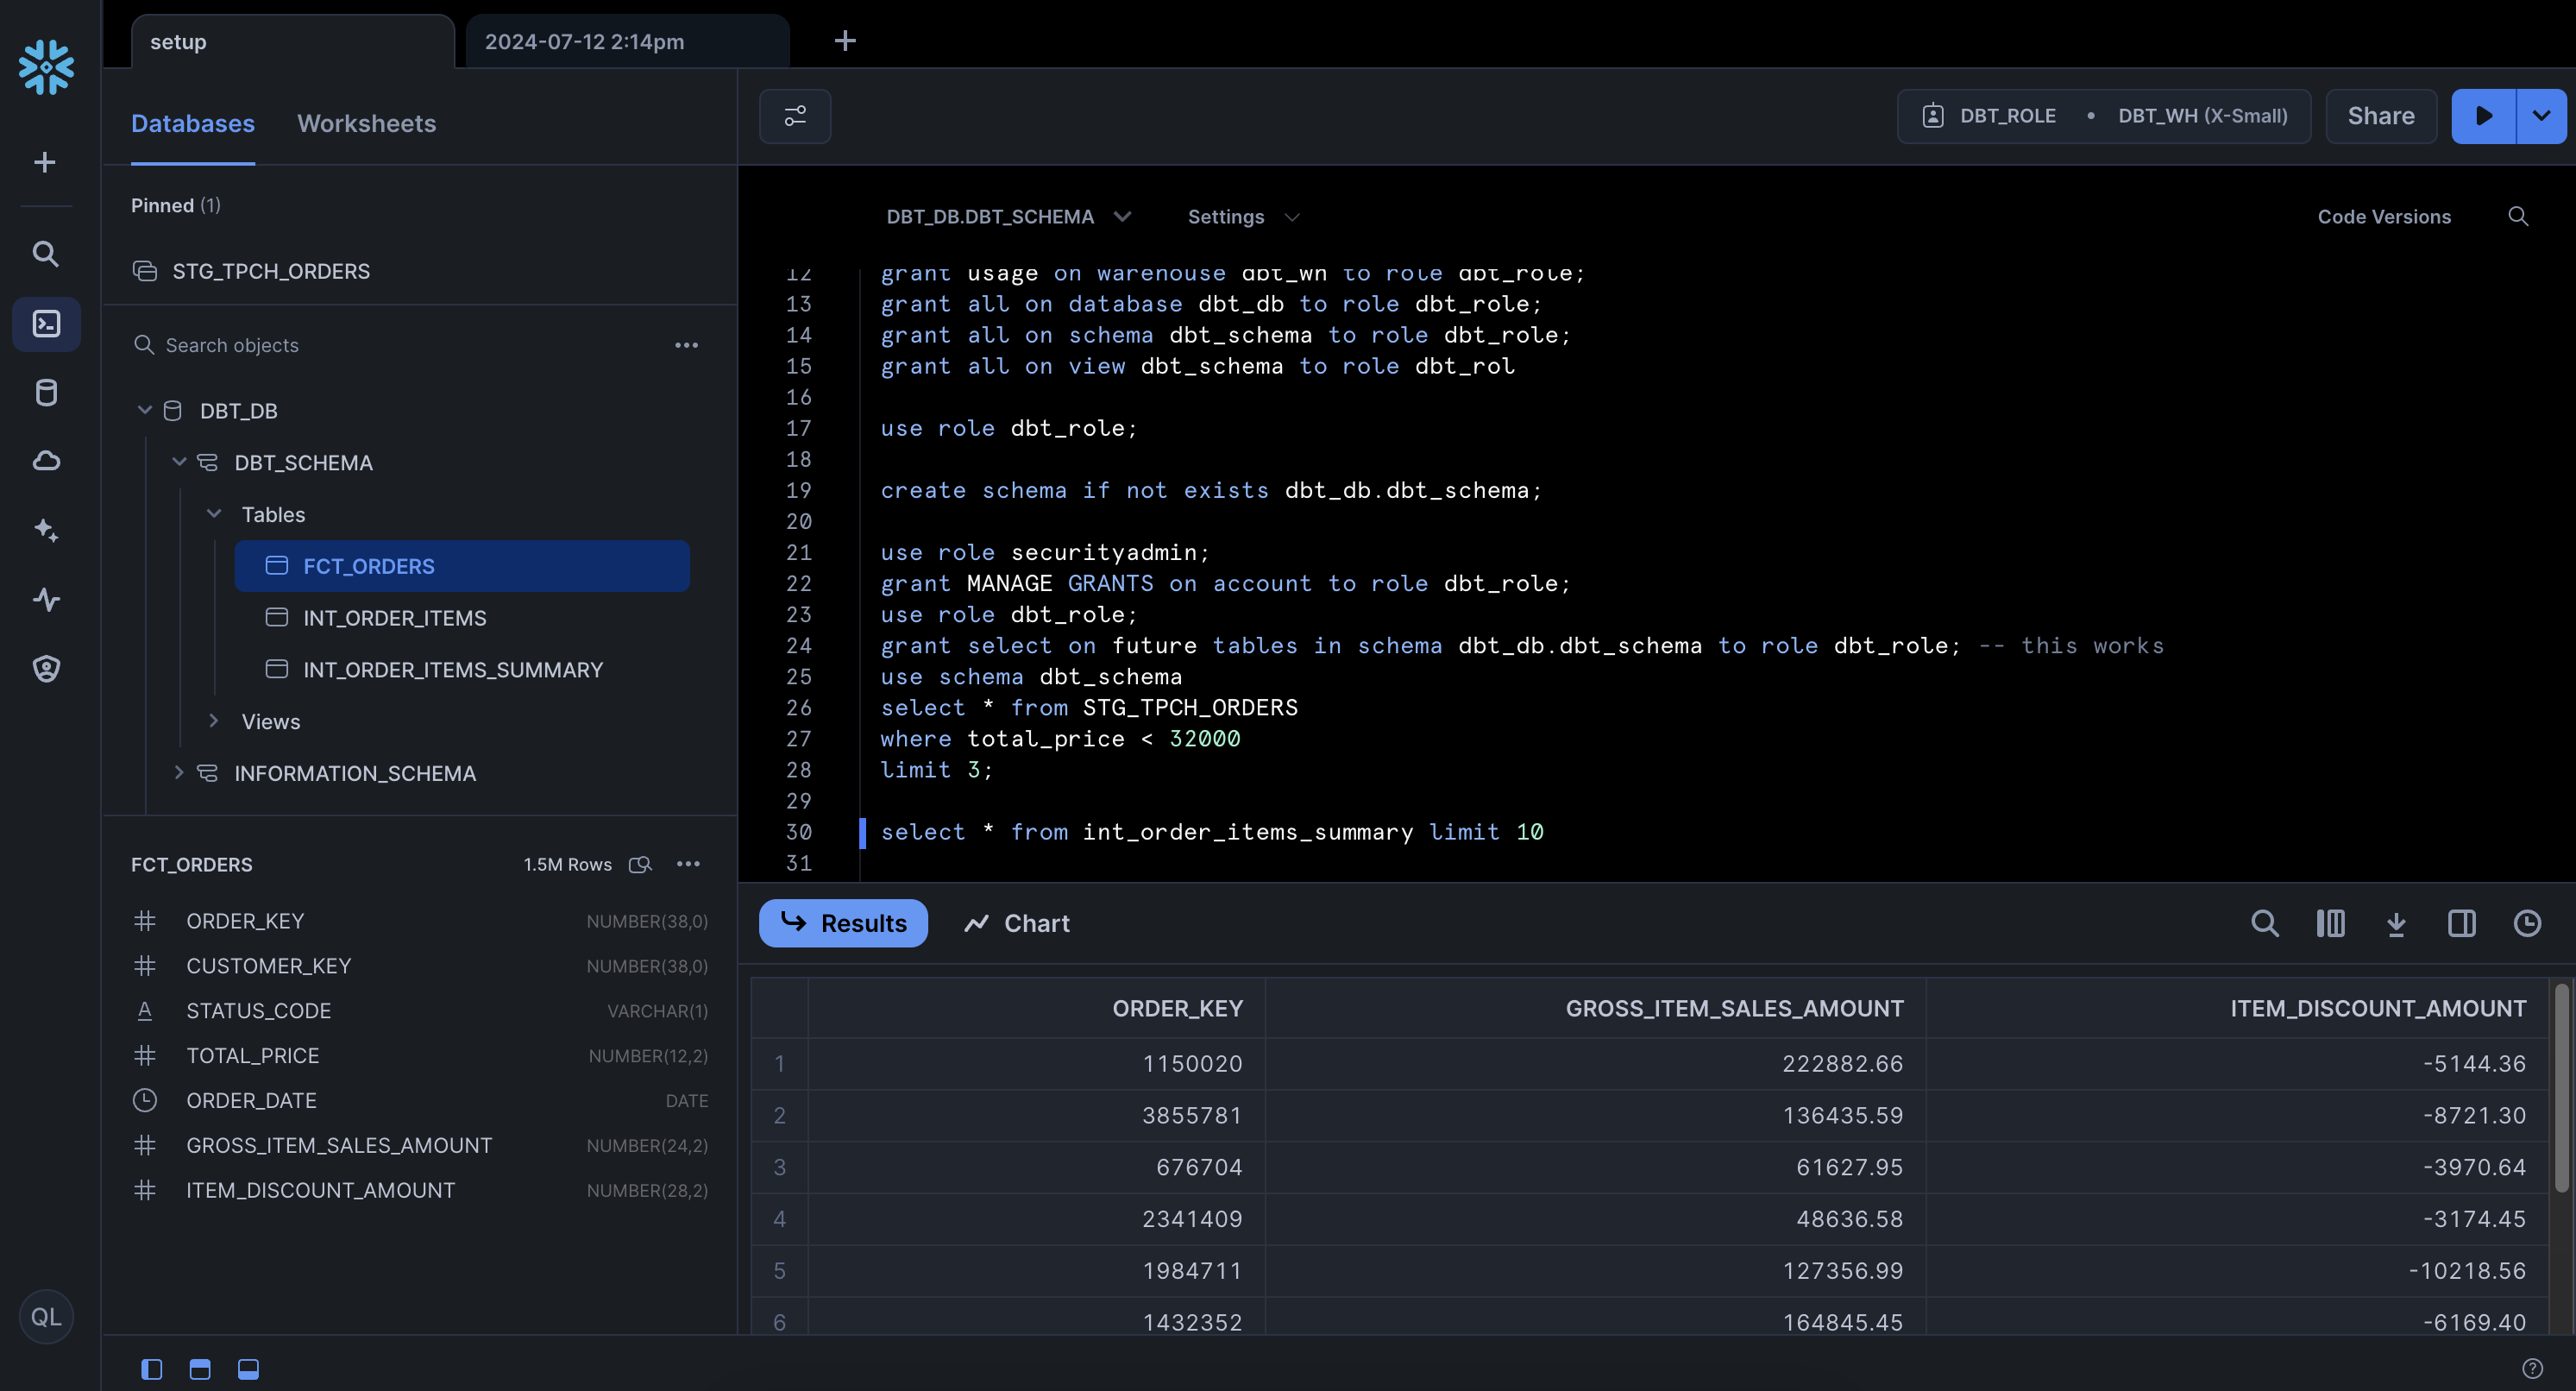 setup
2024-07-12 2:14pm
Databases
Worksheets
DBT_ROLE • DBT_WH (X-Small)
Share
Pinned (1)
STG_TPCH_ORDERS
Search objects
DBT_DB
DBT_SCHEMA
Tables
FCT_ORDERS
INT_ORDER_ITEMS
INT_ORDER_ITEMS_SUMMARY
Views
INFORMATION_SCHEMA
FCT_ORDERS 1.5M Rows
ORDER_KEY NUMBER(38,0)
CUSTOMER_KEY NUMBER(38,0)
STATUS_CODE VARCHAR(1)
TOTAL_PRICE NUMBER(12,2)
ORDER_DATE DATE
GROSS_ITEM_SALES_AMOUNT NUMBER(24,2)
ITEM_DISCOUNT_AMOUNT NUMBER(28,2)
QL
DBT_DB.DBT_SCHEMA Settings Code Versions
12 grant usage on warehouse dbt_wh to role dbt_role;
13 grant all on database dbt_db to role dbt_role;
14 grant all on schema dbt_schema to role dbt_role;
15 grant all on view dbt_schema to role dbt_rol
16
17 use role dbt_role;
18
19 create schema if not exists dbt_db.dbt_schema;
20
21 use role securityadmin;
22 grant MANAGE GRANTS on account to role dbt_role;
23 use role dbt_role;
24 grant select on future tables in schema dbt_db.dbt_schema to role dbt_role; -- this works
25 use schema dbt_schema
26 select * from STG_TPCH_ORDERS
27 where total_price < 32000
28 limit 3;
29
30 select * from int_order_items_summary limit 10
31
Results
Chart
ORDER_KEY GROSS_ITEM_SALES_AMOUNT ITEM_DISCOUNT_AMOUNT
1 1150020 222882.66 -5144.36
2 3855781 136435.59 -8721.30
3 676704 61627.95 -3970.64
4 2341409 48636.58 -3174.45
5 1984711 127356.99 -10218.56
6 1432352 164845.45 -6169.40